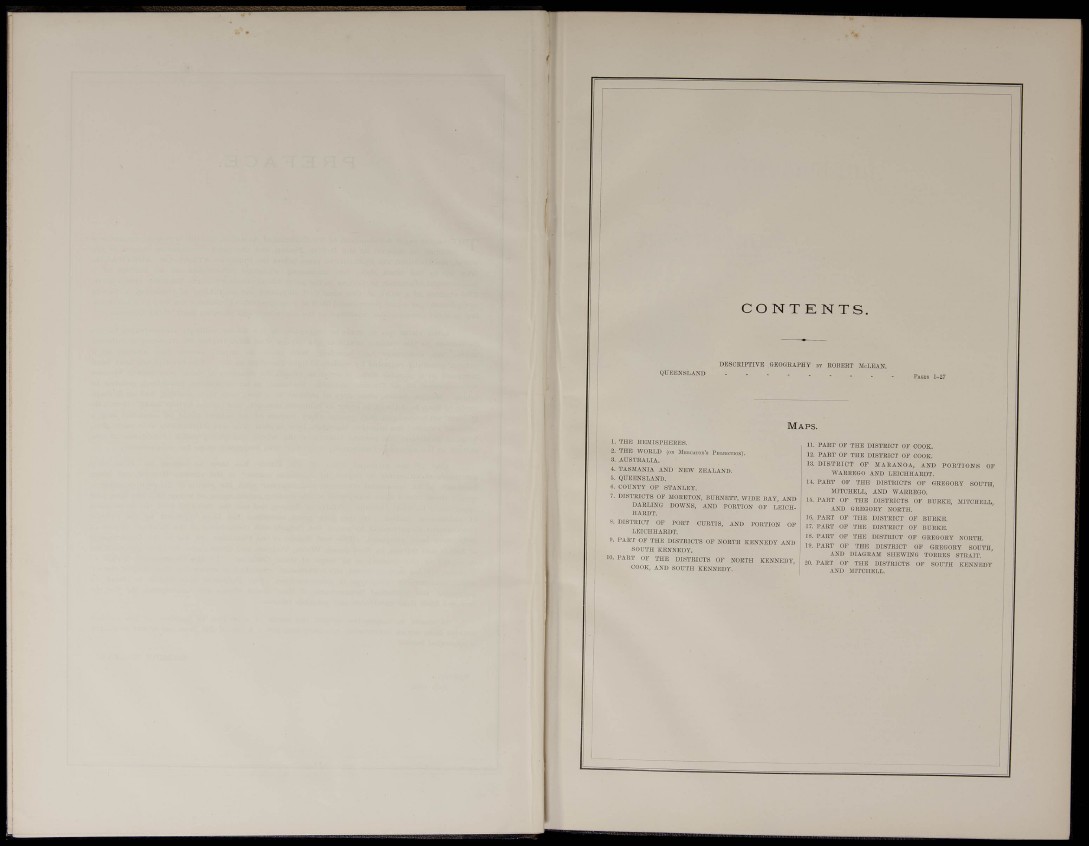 CONTENTS.
DESCRIPTIVE GEOGRAPHY BY ROBERT McLEAN.
QUEENSLAND - - - - - - - - - PAGES 1-27
MAPS.
1. THE HEMISPHERES.
2. THE WORLD (ON MERCATOR'S PROJECTION).
3. AUSTRALIA.
4. TASMANIA AND NEW ZEALAND.
5. QUEENSLAND.
6. COUNTY OF STANLEY.
7. DISTRICTS OF MORETON, BURNETT, WIDE BAY, AND
DARLING DOWNS, AND PORTION OF LEICH-
HARDT.
8. DISTRICT OF PORT CURTIS, AND PORTION OF
LEICHHARDT.
9. PART OF THE DISTRICTS OF NORTH KENNEDY AND
SOUTH KENNEDY.
10. PART OF THE DISTRICTS OF NORTH KENNEDY,
COOK, AND SOUTH KENNEDY.
11. PART OF THE DISTRICT OF COOK.
12. PART OF THE DISTRICT OF COOK.
13. DISTRICT OF MARANOA, AND PORTIONS OF
WARREGO AND LEICHHARDT.
14. PART OF THE DISTRICTS OF GREGORY SOUTH,
MITCHELL, AND WARREGO.
15. PART OF THE DISTRICTS OF BURKE, MITCHELL,
AND GREGORY NORTH.
16. PART OF THE DISTRICT OF BURKE.
17. PART OF THE DISTRICT OF BURKE.
18. PART OF THE DISTRICT OF GREGORY NORTH.
19. PART OF THE DISTRICT OF GREGORY SOUTH,
AND DIAGRAM SHEWING TORRES STRAIT.
20. PART OF THE DISTRICTS OF SOUTH KENNEDY
AND MITCHELL.